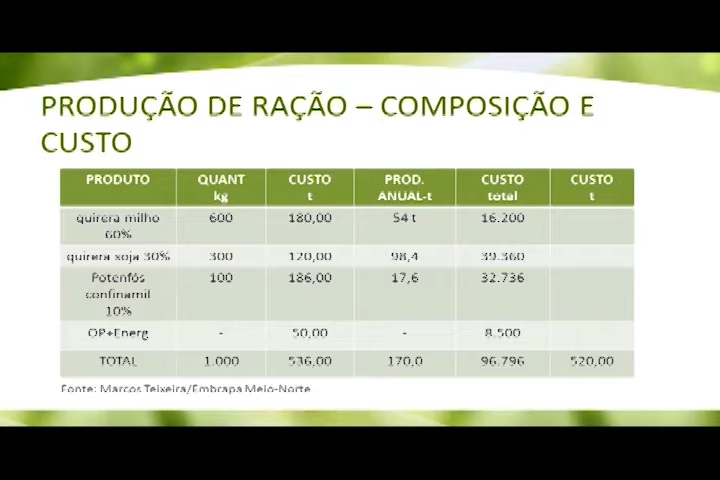 PRODUÇÃO DE RAÇÃO – COMPOSIÇÃO E
CUSTO
PRODUTO QUANT kg CUSTO t PROD. ANUAL-t CUSTO total CUSTO t
quirera milho 60% 600 180,00 54 t 16.200
quirera soja 30% 300 120,00 98,4 39.360
Potenfós confinamil 10% 100 186,00 17,6 32.736
OP+Energ - 50,00 - 8.500
TOTAL 1.000 536,00 170,0 96.796 520,00
Fonte: Marcos Teixeira/Embrapa Meio-Norte